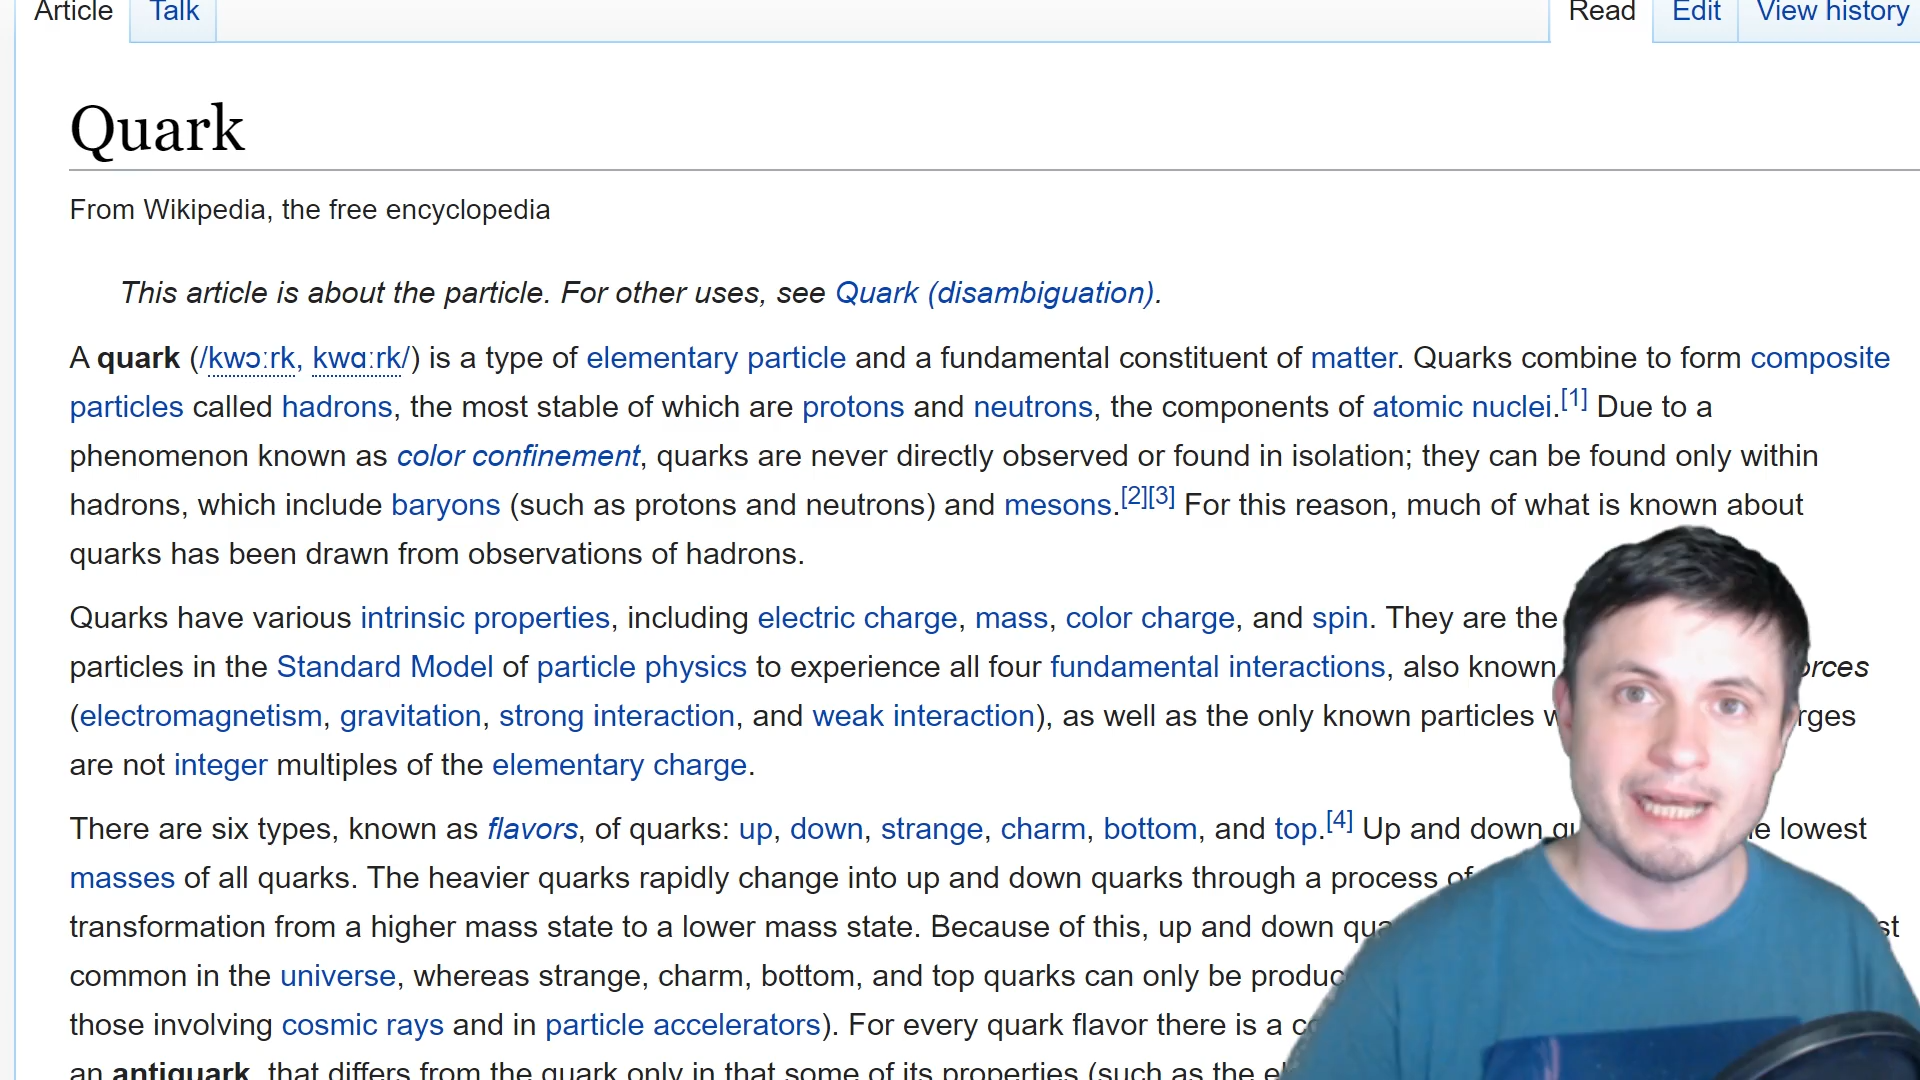 Article Talk Read Edit View history
Quark
From Wikipedia, the free encyclopedia
This article is about the particle. For other uses, see Quark (disambiguation).
A quark (/kwɔːrk, kwɑːrk/) is a type of elementary particle and a fundamental constituent of matter. Quarks combine to form composite
particles called hadrons, the most stable of which are protons and neutrons, the components of atomic nuclei.[1] Due to a
phenomenon known as color confinement, quarks are never directly observed or found in isolation; they can be found only within
hadrons, which include baryons (such as protons and neutrons) and mesons.[2][3] For this reason, much of what is known about
quarks has been drawn from observations of hadrons.
Quarks have various intrinsic properties, including electric charge, mass, color charge, and spin. They are the
particles in the Standard Model of particle physics to experience all four fundamental interactions, also known
(electromagnetism, gravitation, strong interaction, and weak interaction), as well as the only known particles
are not integer multiples of the elementary charge.
There are six types, known as flavors, of quarks: up, down, strange, charm, bottom, and top.[4] Up and down lowest
masses of all quarks. The heavier quarks rapidly change into up and down quarks through a process of
transformation from a higher mass state to a lower mass state. Because of this, up and down
common in the universe, whereas strange, charm, bottom, and top quarks can only be
those involving cosmic rays and in particle accelerators). For every quark flavor there is a
an antiquark, that differs from the quark only in that some of its properties (such as the